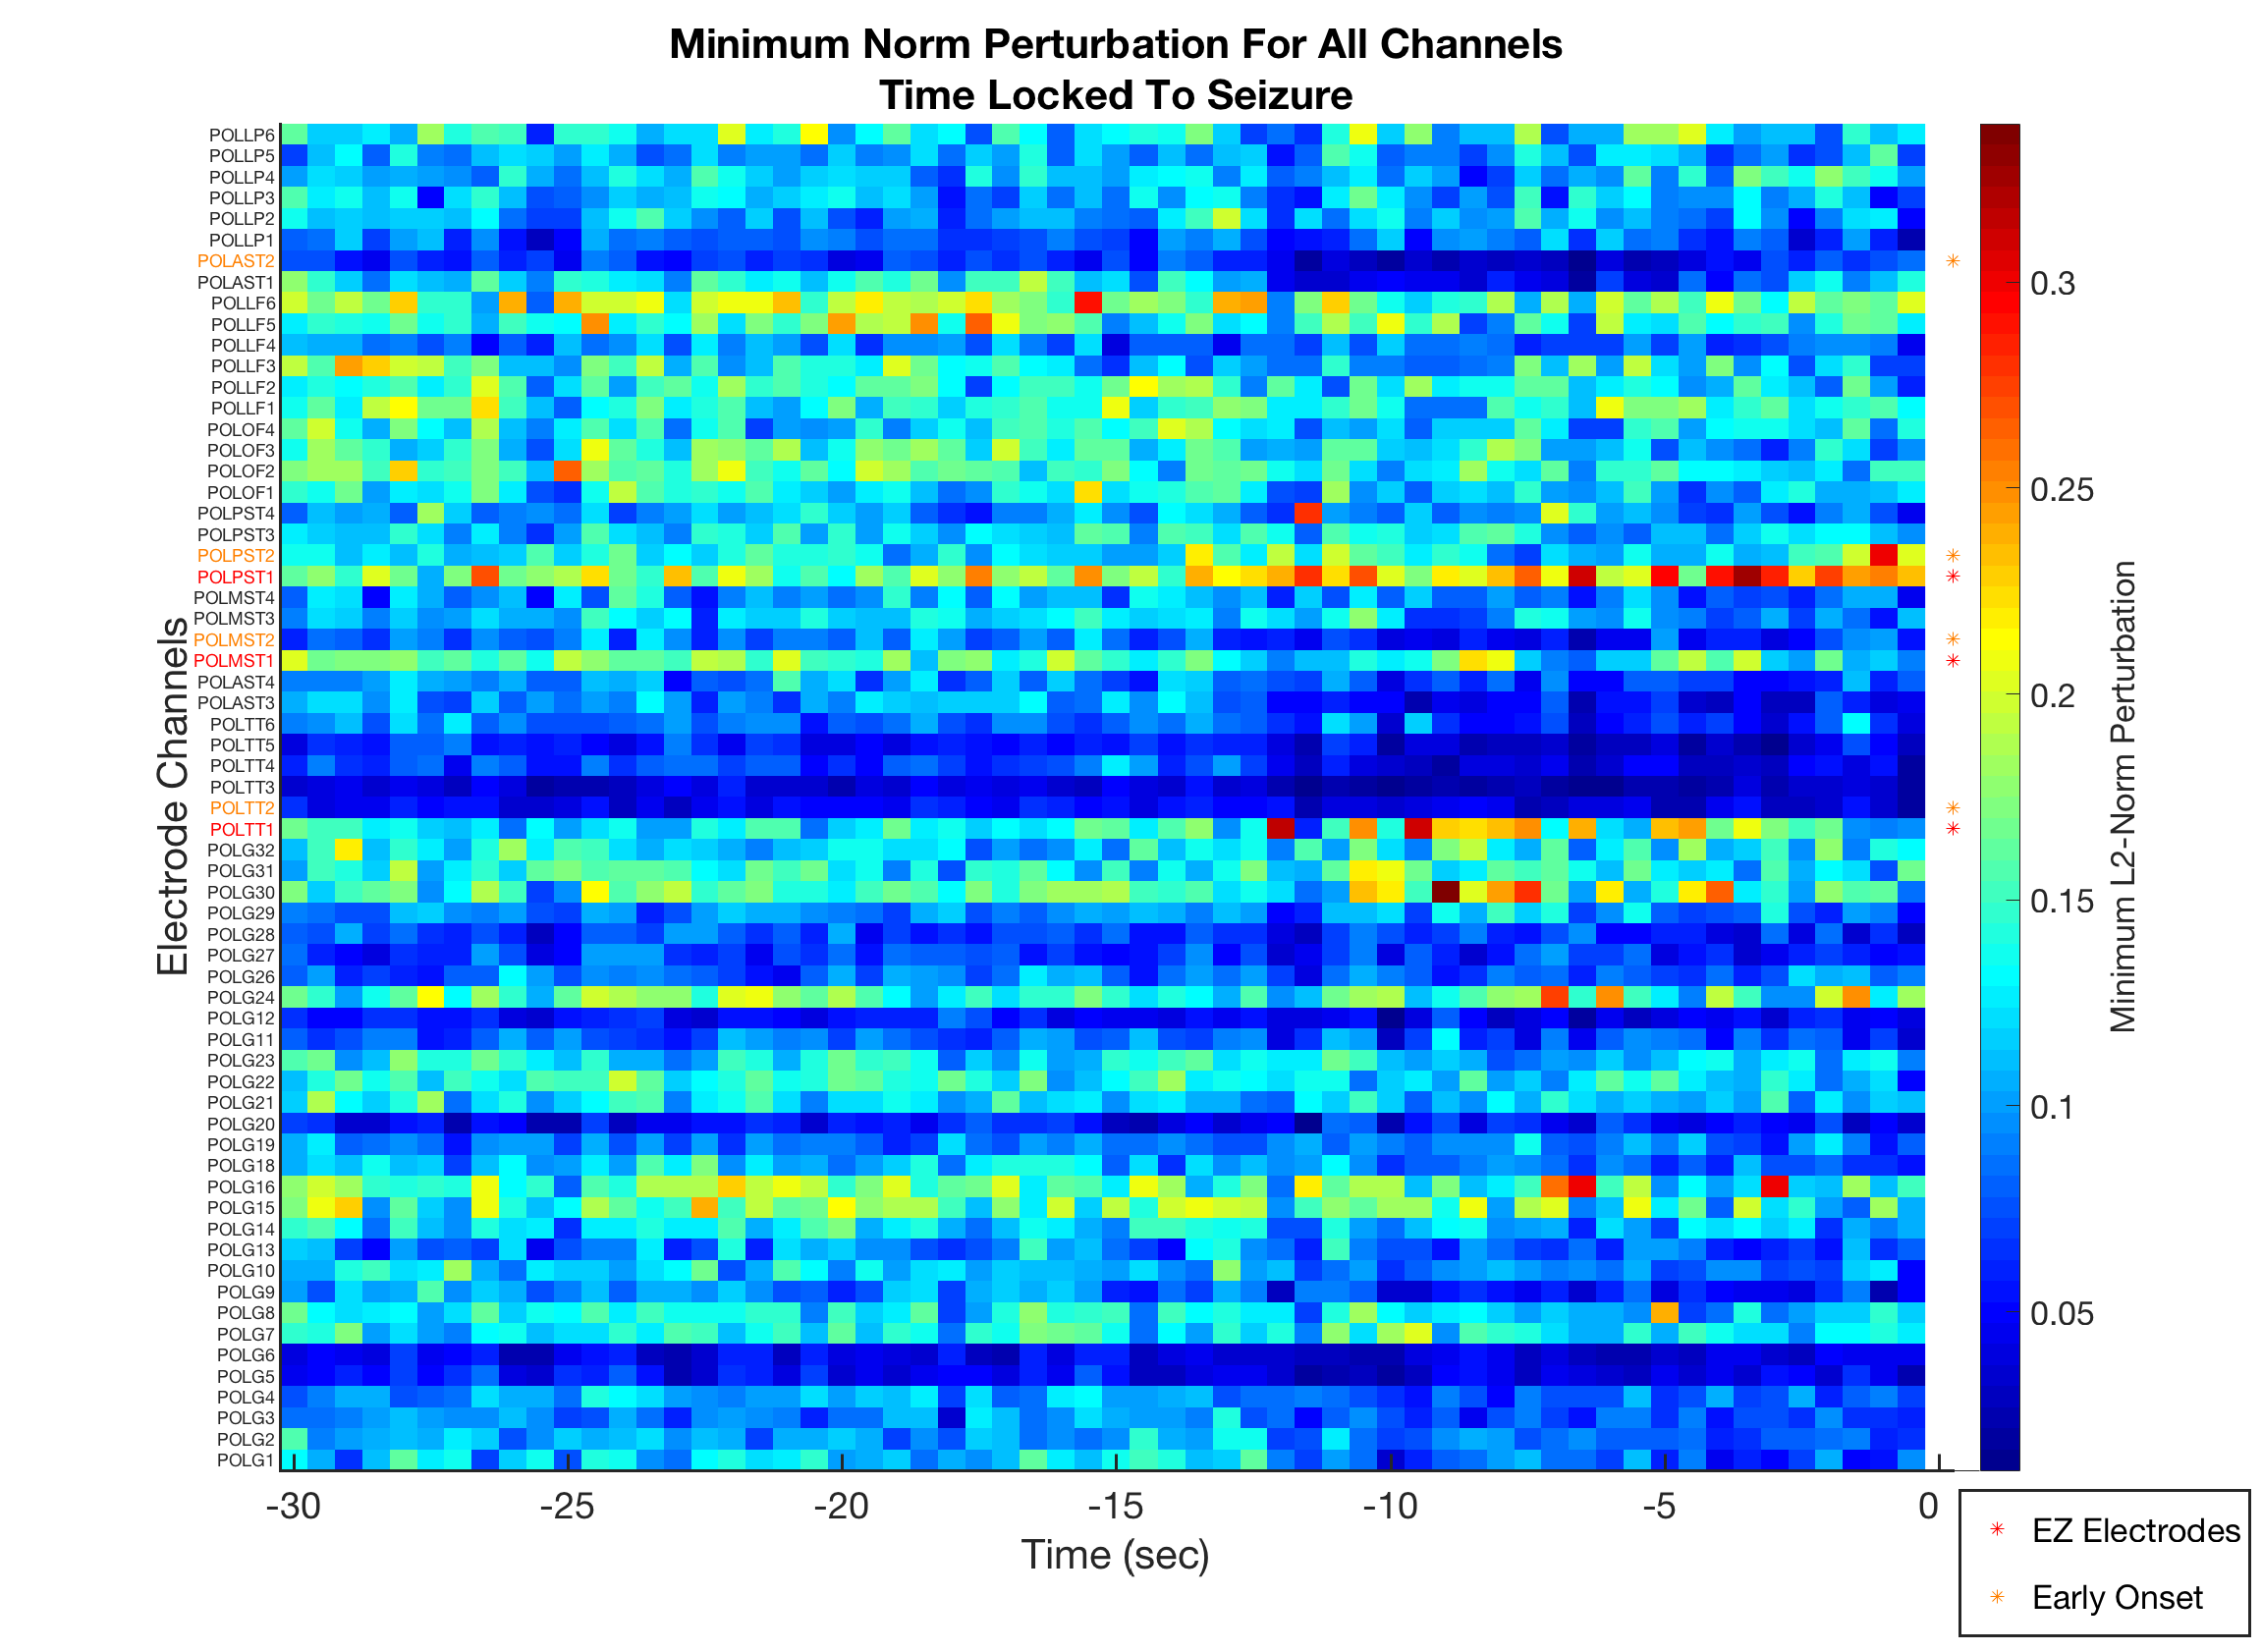 Minimum Norm Perturbation For All Channels
Time Locked To Seizure
POLLP6
POLLP5
POLLP4
POLLP3
POLLP2
POLLP1
POLAST2
POLAST1
POLLF6
POLLF5
POLLF4
POLLF3
POLLF2
POLLF1
POLOF4
POLOF3
POLOF2
POLOF1
POLPST4
POLPST3
POLPST2
POLPST1
POLMST4
POLMST3
POLMST2
POLMST1
POLAST4
POLAST3
POLTT6
POLTT5
POLTT4
POLTT3
POLTT2
POLTT1
POLG32
POLG31
POLG30
POLG29
POLG28
POLG27
POLG26
POLG24
POLG12
POLG11
POLG23
POLG22
POLG21
POLG20
POLG19
POLG18
POLG16
POLG15
POLG14
POLG13
POLG10
POLG9
POLG8
POLG7
POLG6
POLG5
POLG4
POLG3
POLG2
POLG1
Electrode Channels
-30 -25 -20 -15 -10 -5 0
Time (sec)
0.3
0.25
0.2
0.15
0.1
0.05
Minimum L2-Norm Perturbation
EZ Electrodes
Early Onset